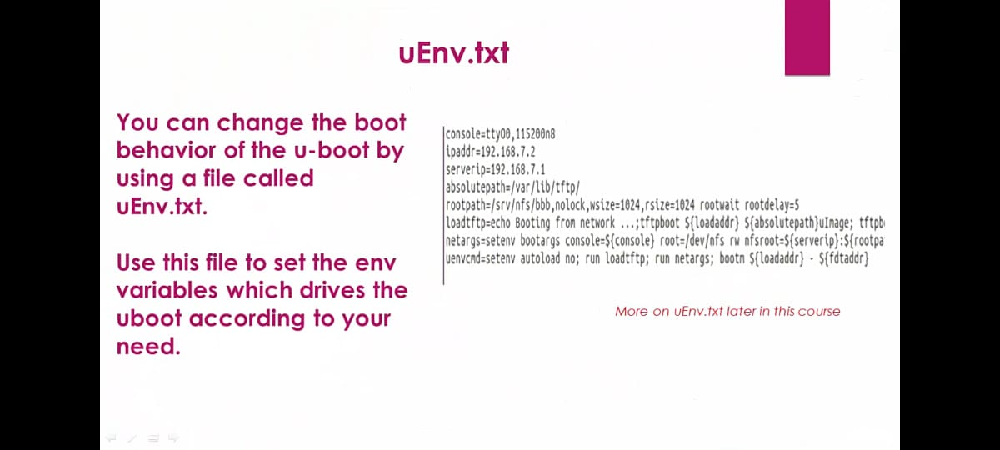 uEnv.txt
You can change the boot
behavior of the u-boot by
using a file called
uEnv.txt.
Use this file to set the env
variables which drives the
uboot according to your
need.
console=ttyO0,115200n8
ipaddr=192.168.7.2
serverip=192.168.7.1
absolutepath=/var/lib/tftp/
rootpath=/srv/nfs/bbb,nolock,wsize=1024,rsize=1024 rootwait rootdelay=5
loadtftp=echo Booting from network ...;tftpboot ${loadaddr} ${absolutepath}uImage; tftpb
netargs=setenv bootargs console=${console} root=/dev/nfs rw nfsroot=${serverip}:${rootpa
uenvcmd=setenv autoload no; run loadtftp; run netargs; bootm ${loadaddr} - ${fdtaddr}
More on uEnv.txt later in this course